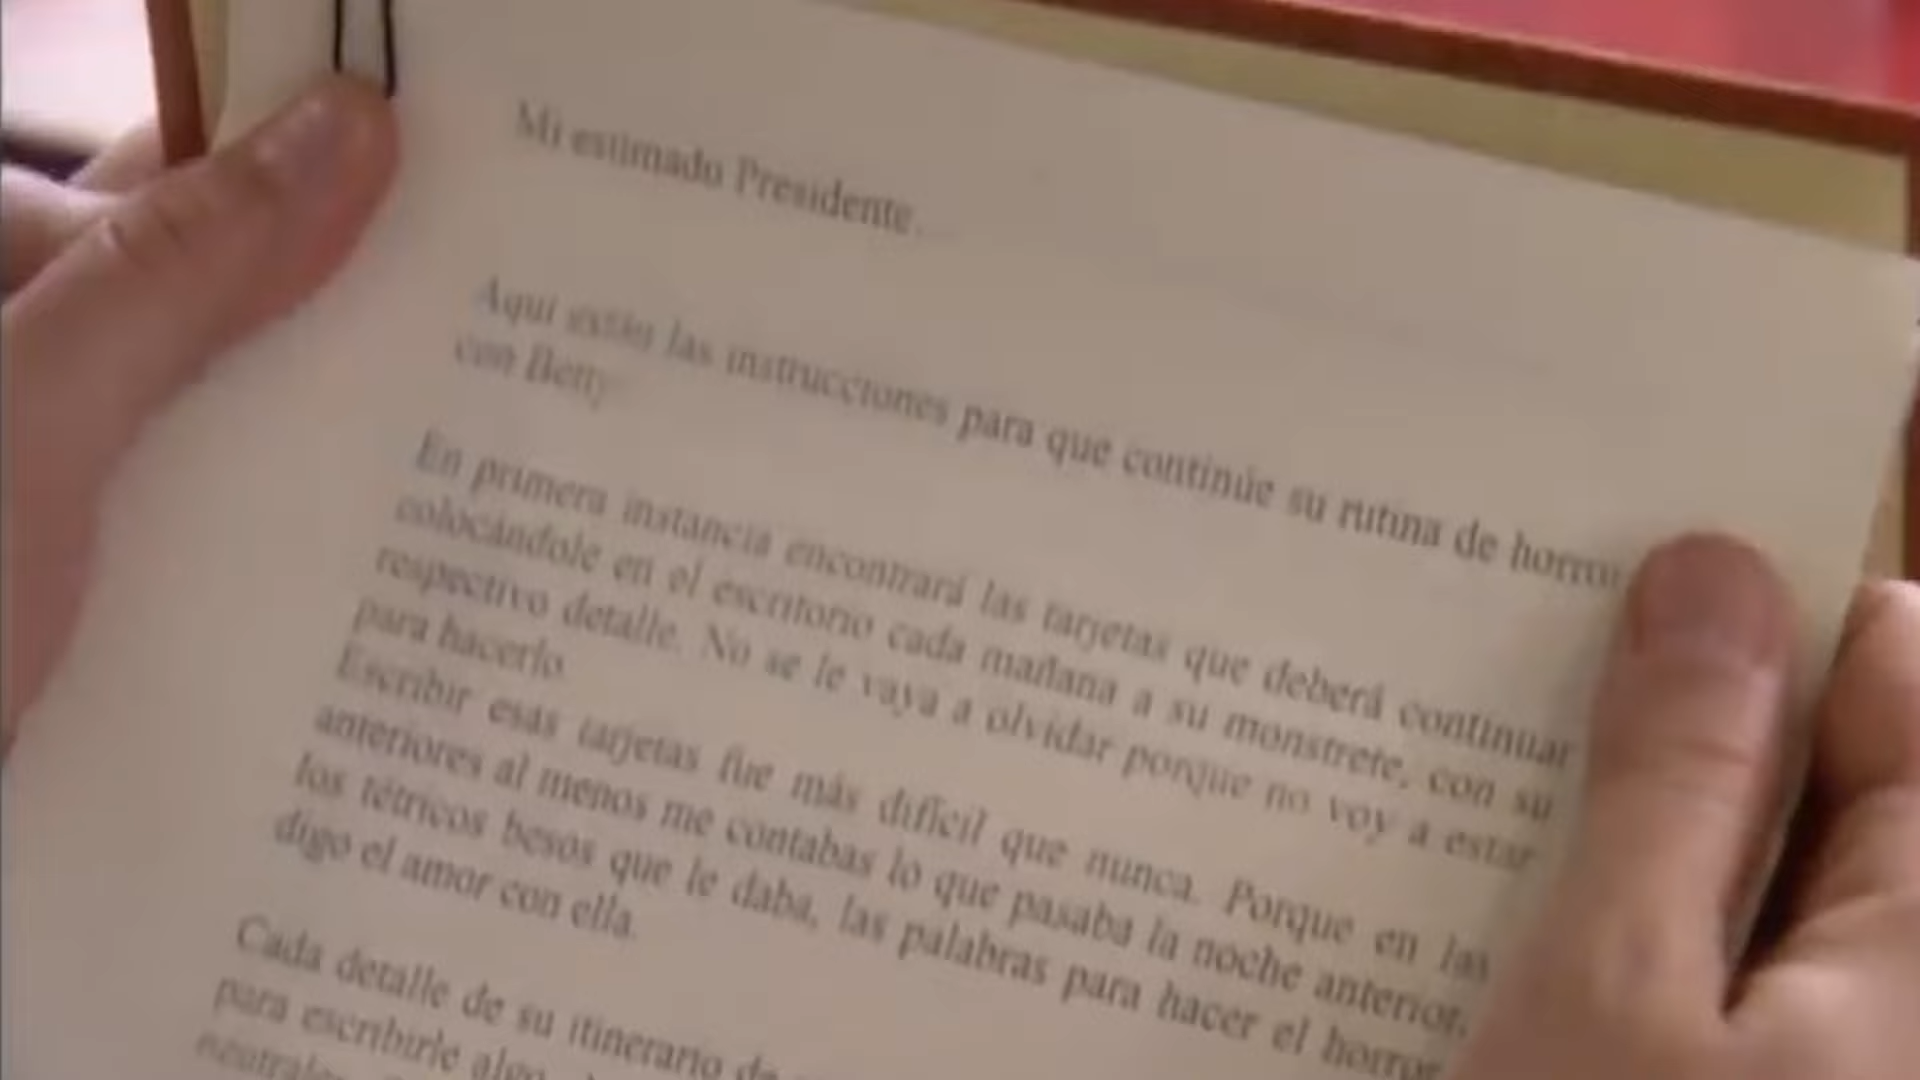 Mi estimado Presidente.
Aquí están las instrucciones para que continúe su rutina de horror
con Betty
En primera instancia encontrará las tarjetas que deberá continuar
colocándole en el escritorio cada mañana a su monstrete, con su
respectivo detalle. No se le vaya a olvidar porque no voy a estar
para hacerlo.
Escribir esas tarjetas fue más difícil que nunca. Porque en las
anteriores al menos me contabas lo que pasaba la noche anterior,
los tétricos besos que le daba, las palabras para hacer el horror
digo el amor con ella.
Cada detalle de su itinerario de
para escribirle algo